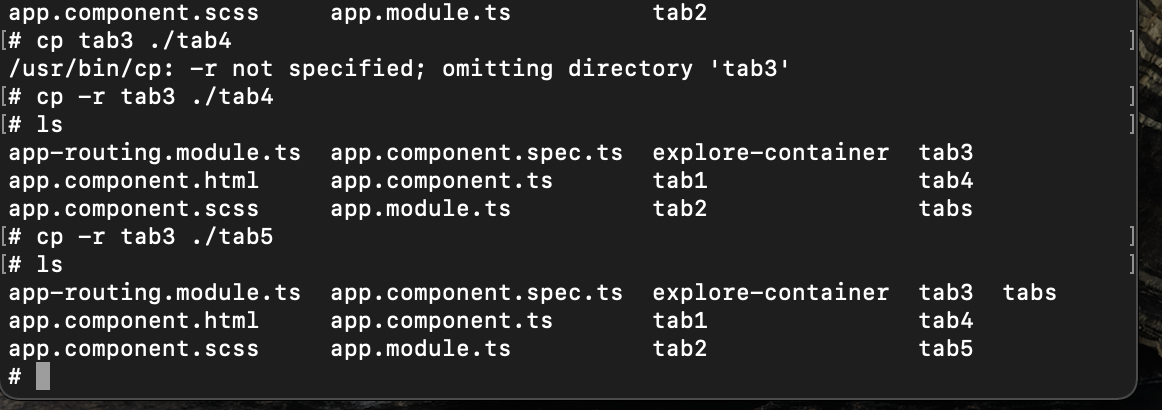 app.component.scss  app.module.ts          tab2
[# cp tab3 ./tab4 ]
/usr/bin/cp: -r not specified; omitting directory 'tab3'
[# cp -r tab3 ./tab4 ]
[# ls ]
app-routing.module.ts  app.component.spec.ts  explore-container  tab3
app.component.html     app.component.ts       tab1               tab4
app.component.scss     app.module.ts          tab2               tabs
[# cp -r tab3 ./tab5 ]
[# ls ]
app-routing.module.ts  app.component.spec.ts  explore-container  tab3  tabs
app.component.html     app.component.ts       tab1               tab4
app.component.scss     app.module.ts          tab2               tab5
#